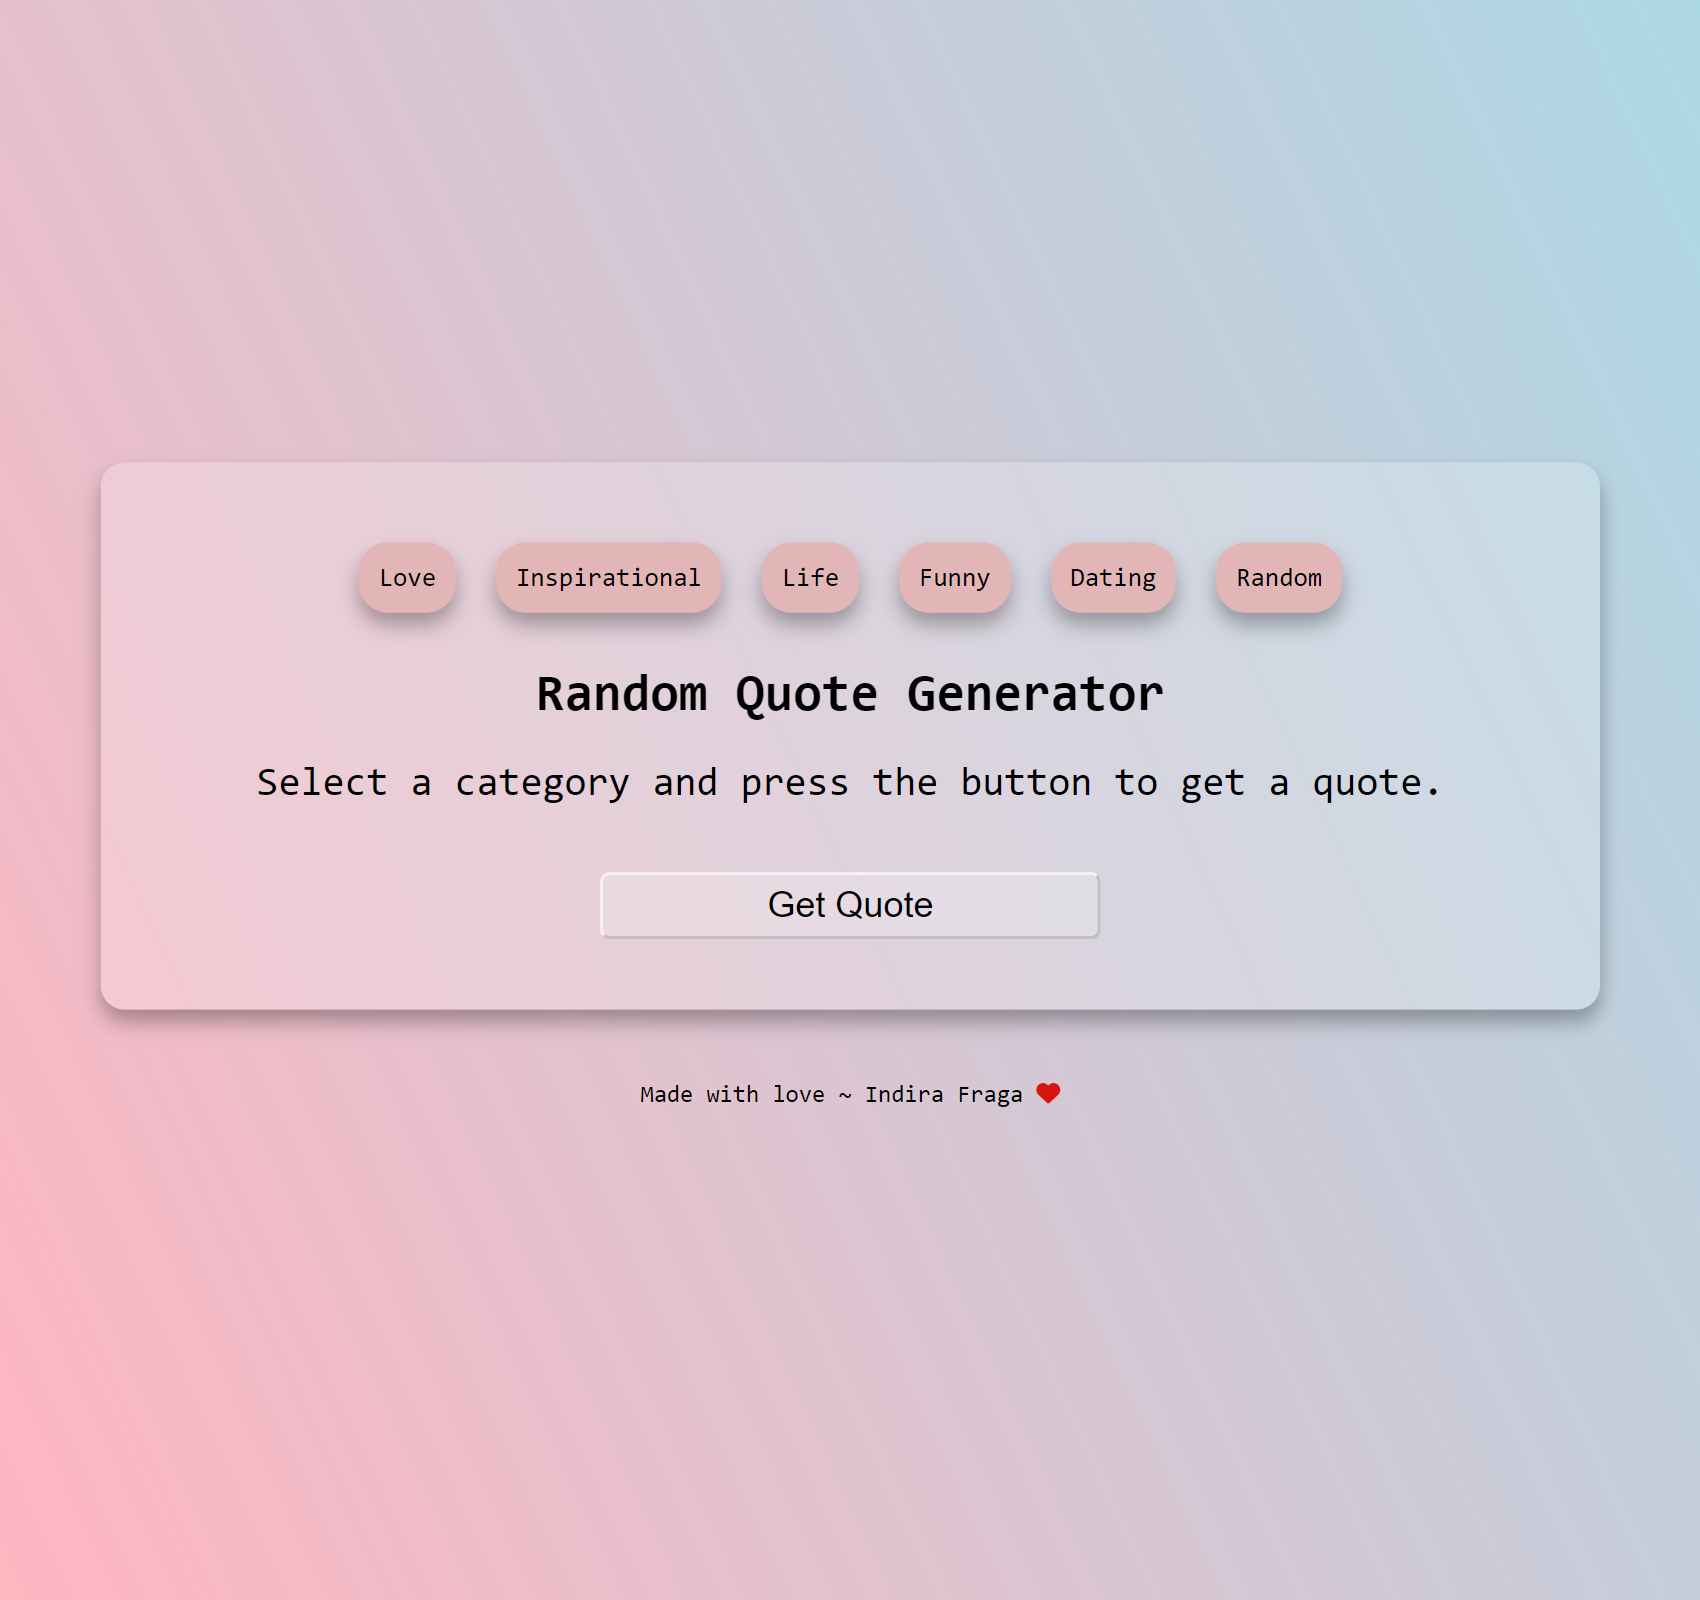 Love Inspirational Life Funny Dating Random
Random Quote Generator
Select a category and press the button to get a quote.
Get Quote
Made with love ~ Indira Fraga